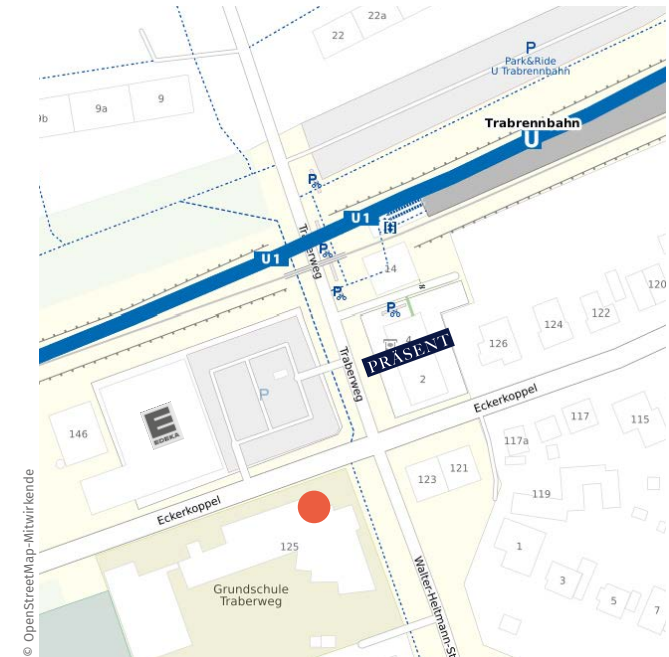 22a
22
P
Park&Ride
U Trabrennbahn
9b
9a
9
Trabrennbahn
U
U1
U1
Traberweg
14
120
122
124
126
4
PRÄSENT
2
Traberweg
P
E
EDEKA
146
Eckerkoppel
117
115
117a
121
123
119
Eckerkoppel
125
Grundschule
Traberweg
Walter-Heitmann-St
1
3
5
7
© OpenStreetMap-Mitwirkende